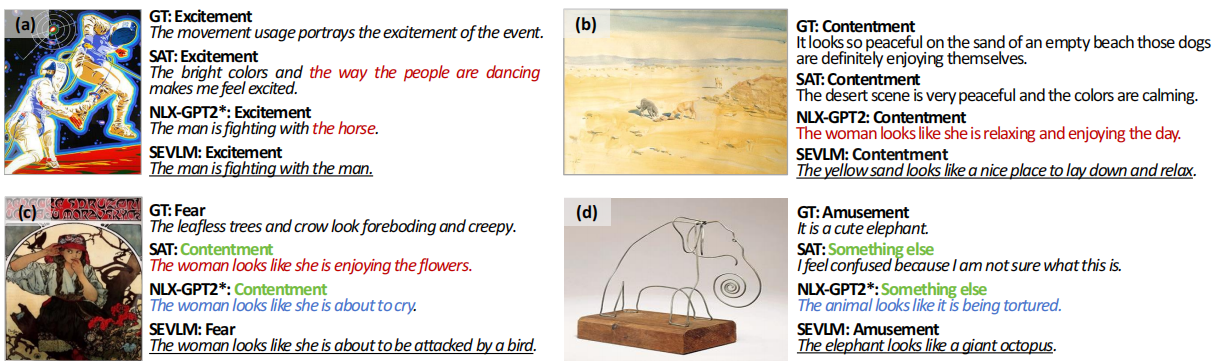 (a)
GT: Excitement
The movement usage portrays the excitement of the event.
SAT: Excitement
The bright colors and the way the people are dancing
makes me feel excited.
NLX-GPT2*: Excitement
The man is fighting with the horse.
SEVLM: Excitement
The man is fighting with the man.
(b)
GT: Contentment
It looks so peaceful on the sand of an empty beach those dogs
are definitely enjoying themselves.
SAT: Contentment
The desert scene is very peaceful and the colors are calming.
NLX-GPT2: Contentment
The woman looks like she is relaxing and enjoying the day.
SEVLM: Contentment
The yellow sand looks like a nice place to lay down and relax.
(c)
GT: Fear
The leafless trees and crow look foreboding and creepy.
SAT: Contentment
The woman looks like she is enjoying the flowers.
NLX-GPT2*: Contentment
The woman looks like she is about to cry.
SEVLM: Fear
The woman looks like she is about to be attacked by a bird.
(d)
GT: Amusement
It is a cute elephant.
SAT: Something else
I feel confused because I am not sure what this is.
NLX-GPT2*: Something else
The animal looks like it is being tortured.
SEVLM: Amusement
The elephant looks like a giant octopus.